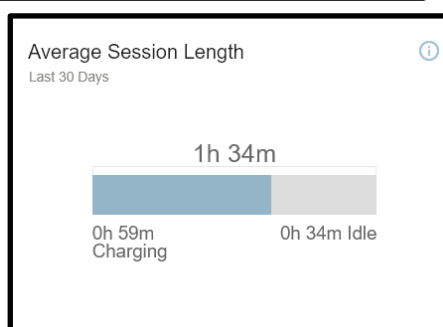 Average Session Length
Last 30 Days
1h 34m
0h 59m
Charging
0h 34m Idle